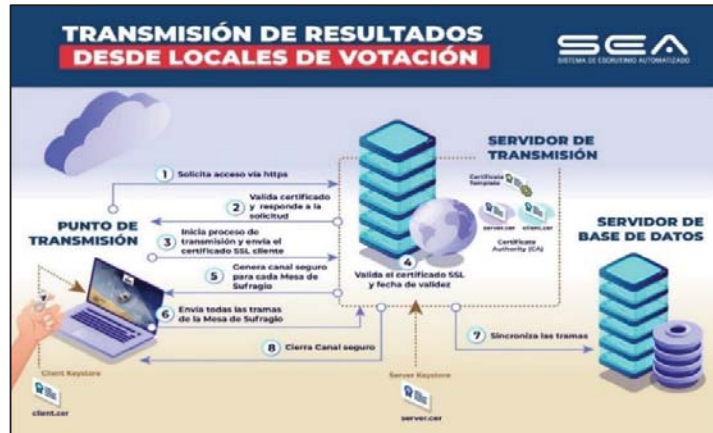 TRANSMISIÓN DE RESULTADOS
DESDE LOCALES DE VOTACIÓN
SEA
SISTEMA DE ESCRUTINIO AUTOMATIZADO
SERVIDOR DE
TRANSMISIÓN
1 Solicita acceso vía https
Certificate
Template
2 Valida certificado
y responde a la
solicitud
server.cer
client.cer
PUNTO DE
TRANSMISIÓN
SERVIDOR DE
BASE DE DATOS
3 Inicia proceso de
transmisión y envía el
certificado SSL cliente
Certificate
Authority (CA)
4
Valida el certificado SSL
y fecha de validez
5 Genera canal seguro
para cada Mesa de
Sufragio
6 Envía todas las tramas
de la Mesa de Sufragio
7 Sincroniza las tramas
8 Cierra Canal seguro
Client Keystore
Server Keystore
client.cer
server.cer